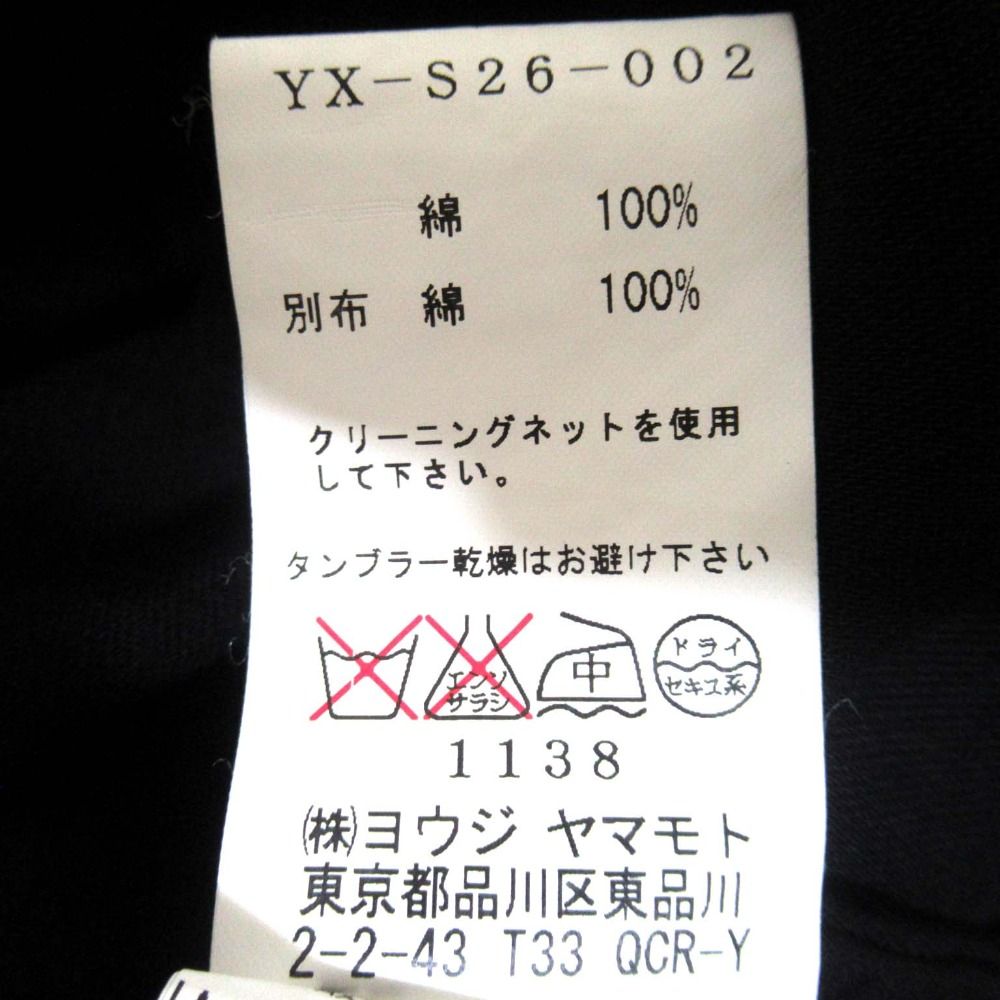 YX-S26-002
綿 100%
別布 綿 100%
クリーニングネットを使用
して下さい。
タンブラー乾燥はお避け下さい
エンソ
サラシ
中
ドライ
セキユ系
1138
㈱ヨウジ ヤマモト
東京都品川区東品川
2-2-43 T33 QCR-Y